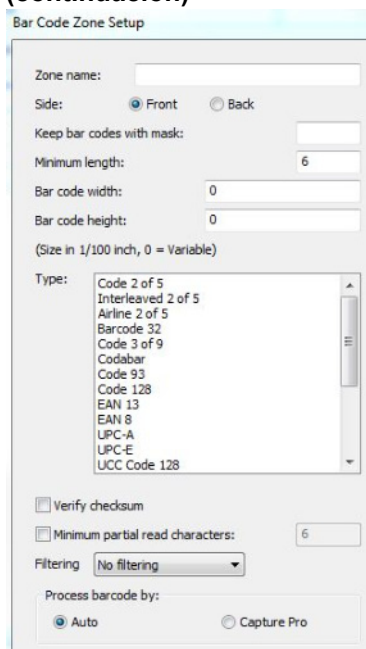 Bar Code Zone Setup
Zone name:
Side: Front Back
Keep bar codes with mask:
Minimum length: 6
Bar code width: 0
Bar code height: 0
(Size in 1/100 inch, 0 = Variable)
Type: Code 2 of 5
Interleaved 2 of 5
Airline 2 of 5
Barcode 32
Code 3 of 9
Codabar
Code 93
Code 128
EAN 13
EAN 8
UPC-A
UPC-E
UCC Code 128
Verify checksum
Minimum partial read characters: 6
Filtering No filtering
Process barcode by:
Auto Capture Pro